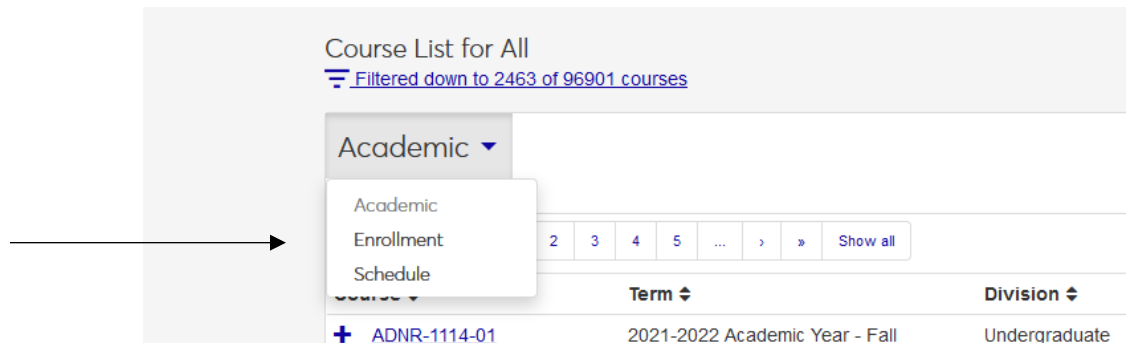 Course List for All
Filtered down to 2463 of 96901 courses
Academic
Academic
Enrollment
Schedule
2 3 4 5 ... › » Show all
Course Term Division
+ ADNR-1114-01 2021-2022 Academic Year - Fall Undergraduate